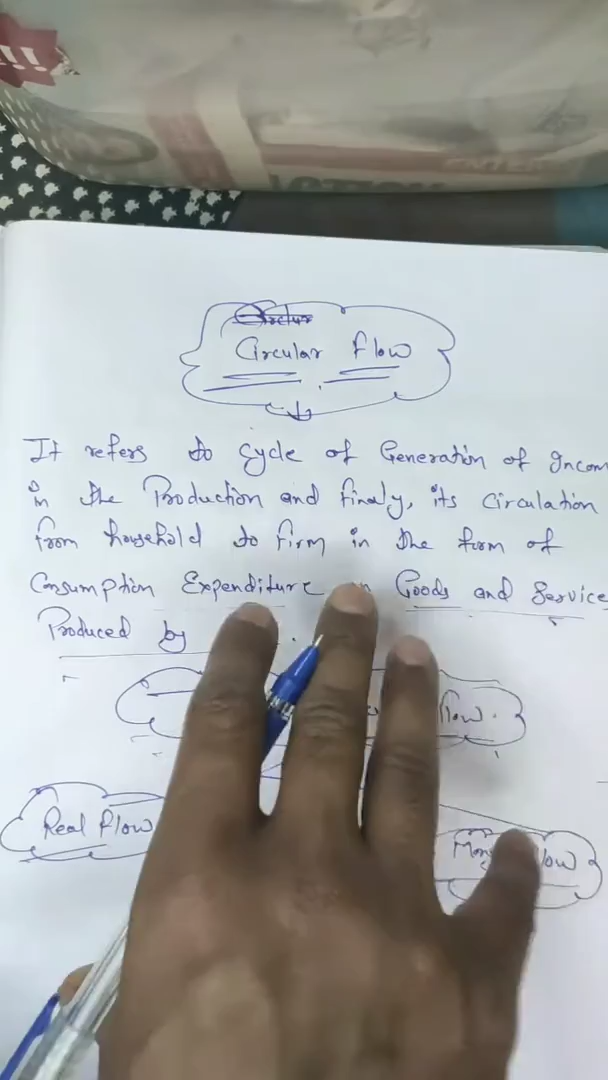 Circular Flow
It refers to Cycle of Generation of Incom
in the Production and finaly, its circulation
from household to firm in the form of
Consumption Expenditure Goods and Service
Produced by
flow.
Real Flow
low